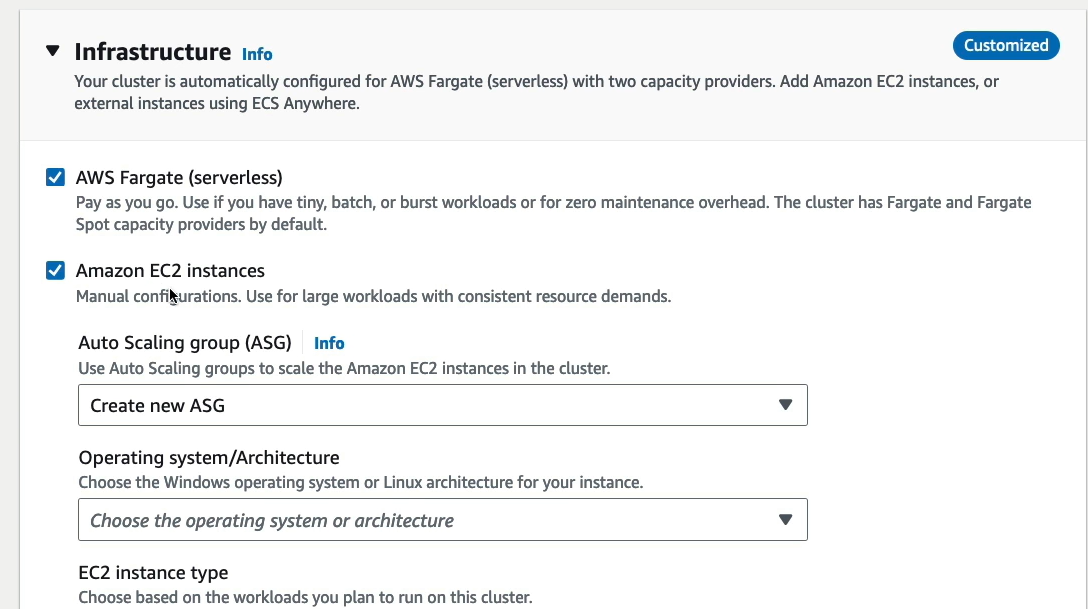 Infrastructure Info
Customized
Your cluster is automatically configured for AWS Fargate (serverless) with two capacity providers. Add Amazon EC2 instances, or
external instances using ECS Anywhere.
AWS Fargate (serverless)
Pay as you go. Use if you have tiny, batch, or burst workloads or for zero maintenance overhead. The cluster has Fargate and Fargate
Spot capacity providers by default.
Amazon EC2 instances
Manual configurations. Use for large workloads with consistent resource demands.
Auto Scaling group (ASG) Info
Use Auto Scaling groups to scale the Amazon EC2 instances in the cluster.
Create new ASG
Operating system/Architecture
Choose the Windows operating system or Linux architecture for your instance.
Choose the operating system or architecture
EC2 instance type
Choose based on the workloads you plan to run on this cluster.